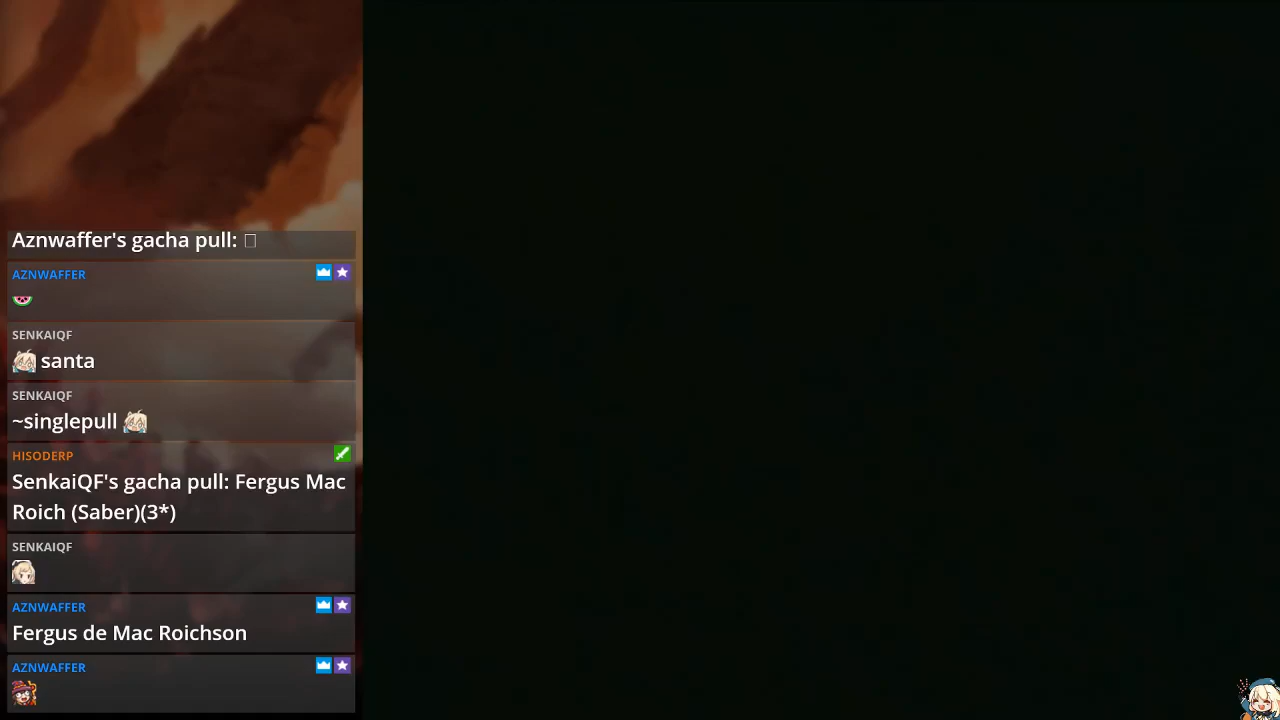 Aznwaffer's gacha pull: 
AZNWAFFER
SENKAIQF
santa
SENKAIQF
~singlepull
HISODERP
SenkaiQF's gacha pull: Fergus Mac
Roich (Saber)(3*)
SENKAIQF
AZNWAFFER
Fergus de Mac Roichson
AZNWAFFER